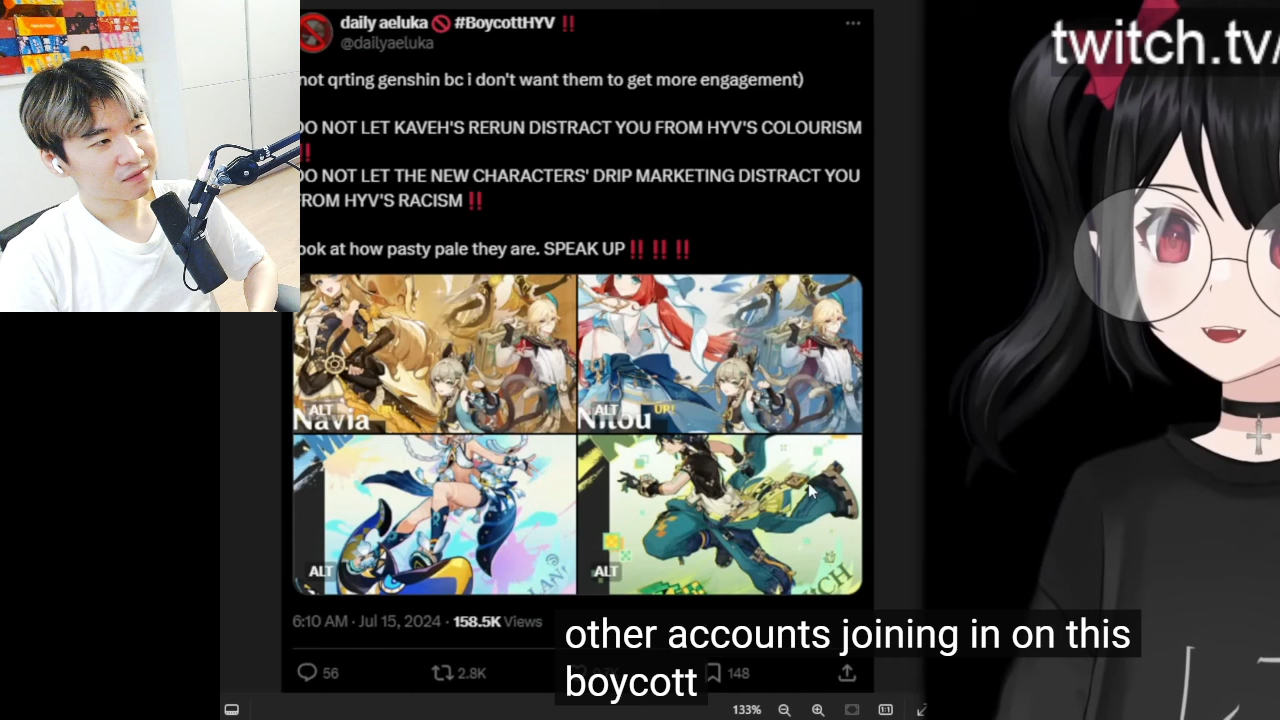 daily aeluka 🚫 #BoycottHYV ‼️
@dailyaeluka
twitch.tv/
not qrting genshin bc i don't want them to get more engagement)
DO NOT LET KAVEH'S RERUN DISTRACT YOU FROM HYV'S COLOURISM
‼️
DO NOT LET THE NEW CHARACTERS' DRIP MARKETING DISTRACT YOU
FROM HYV'S RACISM ‼️
ook at how pasty pale they are. SPEAK UP ‼️ ‼️ ‼️
ALT
Navia
ALT
Nilou
ALT
ALT
6:10 AM · Jul 15, 2024 · 158.5K Views
other accounts joining in on this
boycott
56
2.8K
148
133%
1:1